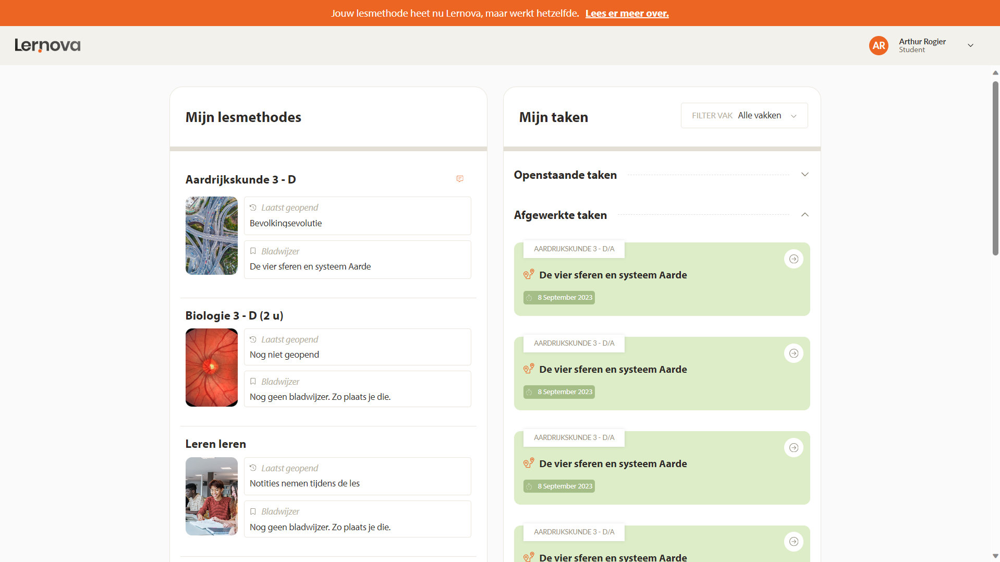 Jouw lesmethode heet nu Lernova, maar werkt hetzelfde. Lees er meer over.
Lernova
AR
Arthur Rogier
Student
Mijn lesmethodes
Aardrijkskunde 3 - D
Laatst geopend
Bevolkingsevolutie
Bladwijzer
De vier sferen en systeem Aarde
Biologie 3 - D (2 u)
Laatst geopend
Nog niet geopend
Bladwijzer
Nog geen bladwijzer. Zo plaats je die.
Leren leren
Laatst geopend
Notities nemen tijdens de les
Bladwijzer
Nog geen bladwijzer. Zo plaats je die.
Mijn taken
FILTER VAK Alle vakken
Openstaande taken
Afgewerkte taken
AARDRIJKSKUNDE 3 - D/A
De vier sferen en systeem Aarde
8 September 2023
AARDRIJKSKUNDE 3 - D/A
De vier sferen en systeem Aarde
8 September 2023
AARDRIJKSKUNDE 3 - D/A
De vier sferen en systeem Aarde
8 September 2023
AARDRIJKSKUNDE 3 - D/A
De vier sferen en systeem Aarde